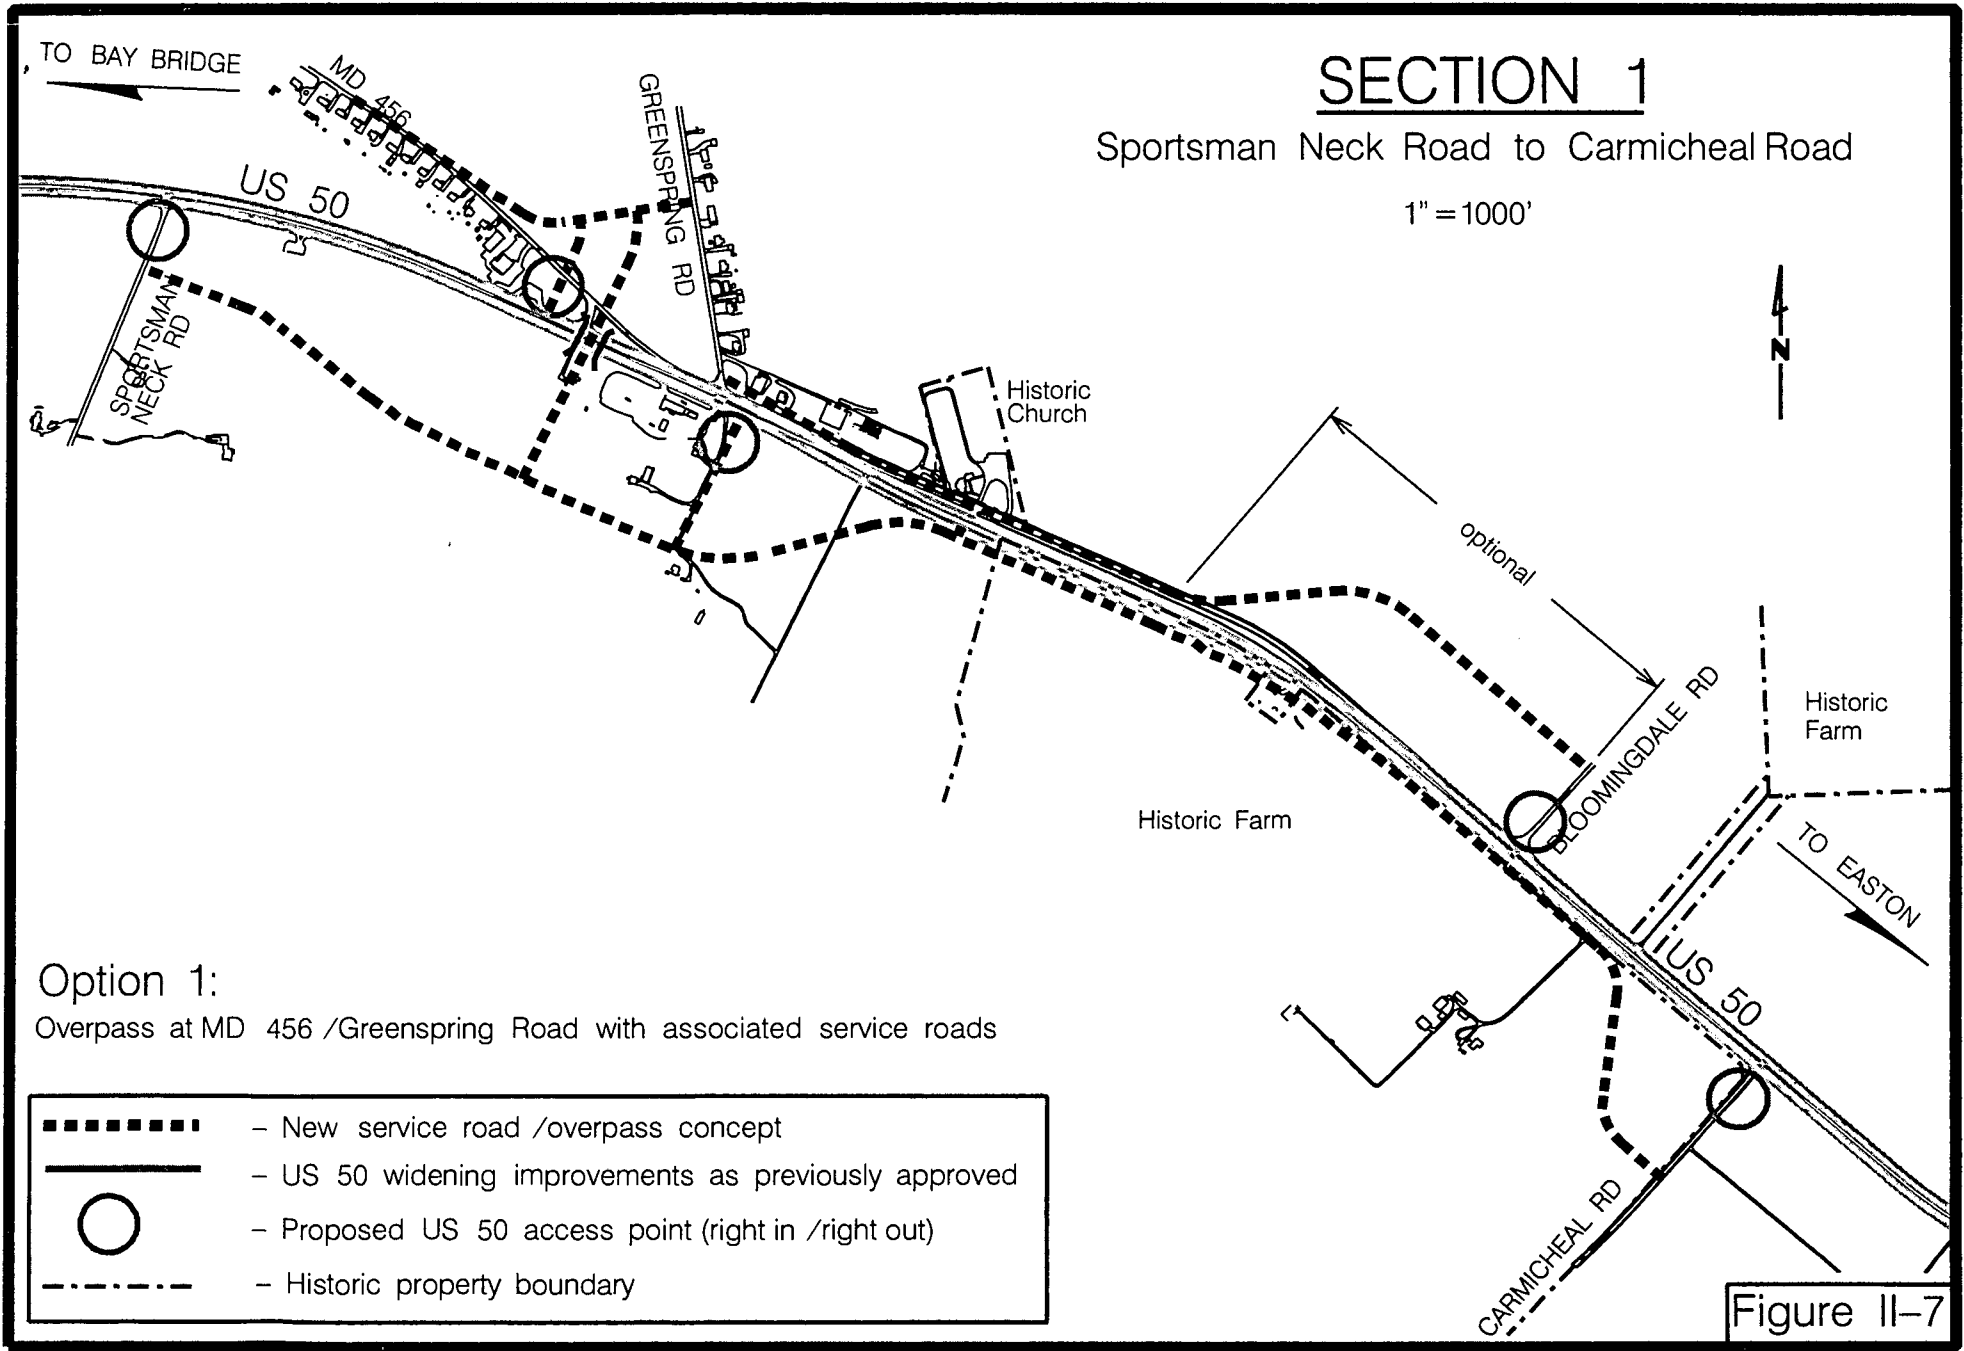 TO BAY BRIDGE
MD 456
GREENSPRING RD
SECTION 1
Sportsman Neck Road to Carmicheal Road
1"=1000'
US 50
N
SPORTSMAN
NECK RD
Historic
Church
optional
BLOOMINGDALE RD
Historic
Farm
Historic Farm
TO EASTON
US 50
Option 1:
Overpass at MD 456 /Greenspring Road with associated service roads
- New service road /overpass concept
- US 50 widening improvements as previously approved
- Proposed US 50 access point (right in /right out)
- Historic property boundary
CARMICHEAL RD
Figure II-7